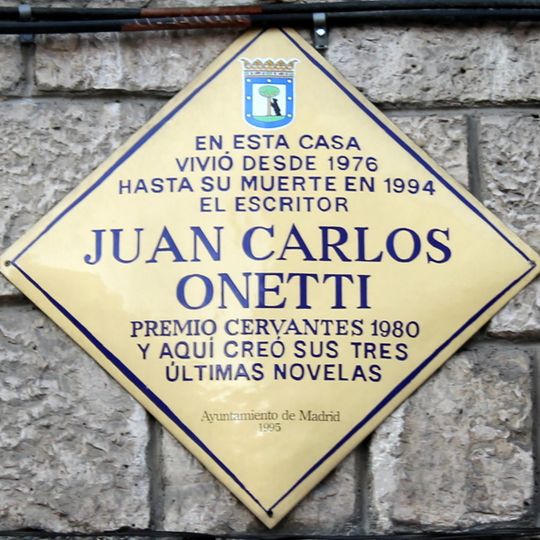 EN ESTA CASA
VIVIÓ DESDE 1976
HASTA SU MUERTE EN 1994
EL ESCRITOR
JUAN CARLOS
ONETTI
PREMIO CERVANTES 1980
Y AQUÍ CREÓ SUS TRES
ÚLTIMAS NOVELAS
Ayuntamiento de Madrid
1995